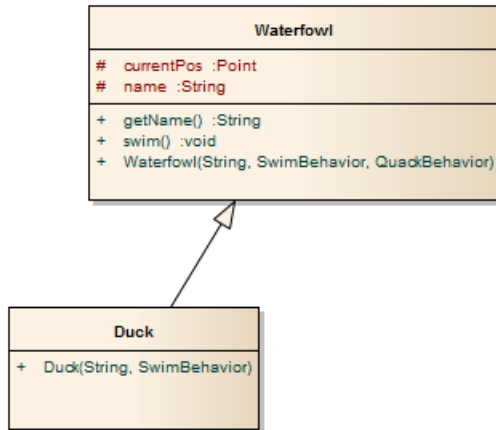 Waterfowl
# currentPos :Point
# name :String
+ getName() :String
+ swim() :void
+ Waterfowl(String, SwimBehavior, QuackBehavior)
Duck
+ Duck(String, SwimBehavior)